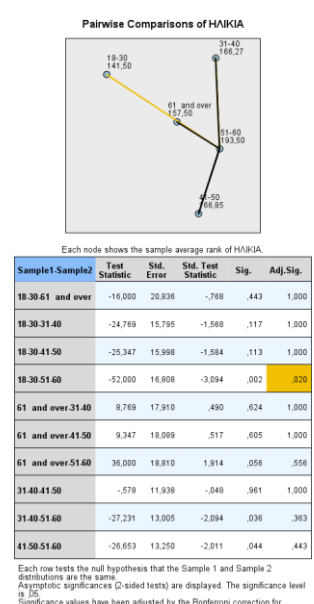 Pairwise Comparisons of ΗΛΙΚΙΑ
31-40
166,27
18-30
141,50
61 and over
157,50
51-60
193,50
41-50
166,85
Each node shows the sample average rank of ΗΛΙΚΙΑ.
Sample1-Sample2 Test Statistic Std. Error Std. Test Statistic Sig. Adj.Sig.
18-30-61 and over -16,000 20,836 -,768 ,443 1,000
18-30-31-40 -24,769 15,795 -1,568 ,117 1,000
18-30-41-50 -25,347 15,998 -1,584 ,113 1,000
18-30-51-60 -52,000 16,808 -3,094 ,002 ,020
61 and over-31-40 8,769 17,910 ,490 ,624 1,000
61 and over-41-50 9,347 18,089 ,517 ,605 1,000
61 and over-51-60 36,000 18,810 1,914 ,056 ,556
31-40-41-50 -,578 11,938 -,048 ,961 1,000
31-40-51-60 -27,231 13,005 -2,094 ,036 ,363
41-50-51-60 -26,653 13,250 -2,011 ,044 ,443
Each row tests the null hypothesis that the Sample 1 and Sample 2
distributions are the same.
Asymptotic significances (2-sided tests) are displayed. The significance level
is ,05.
Significance values have been adjusted by the Bonferroni correction for